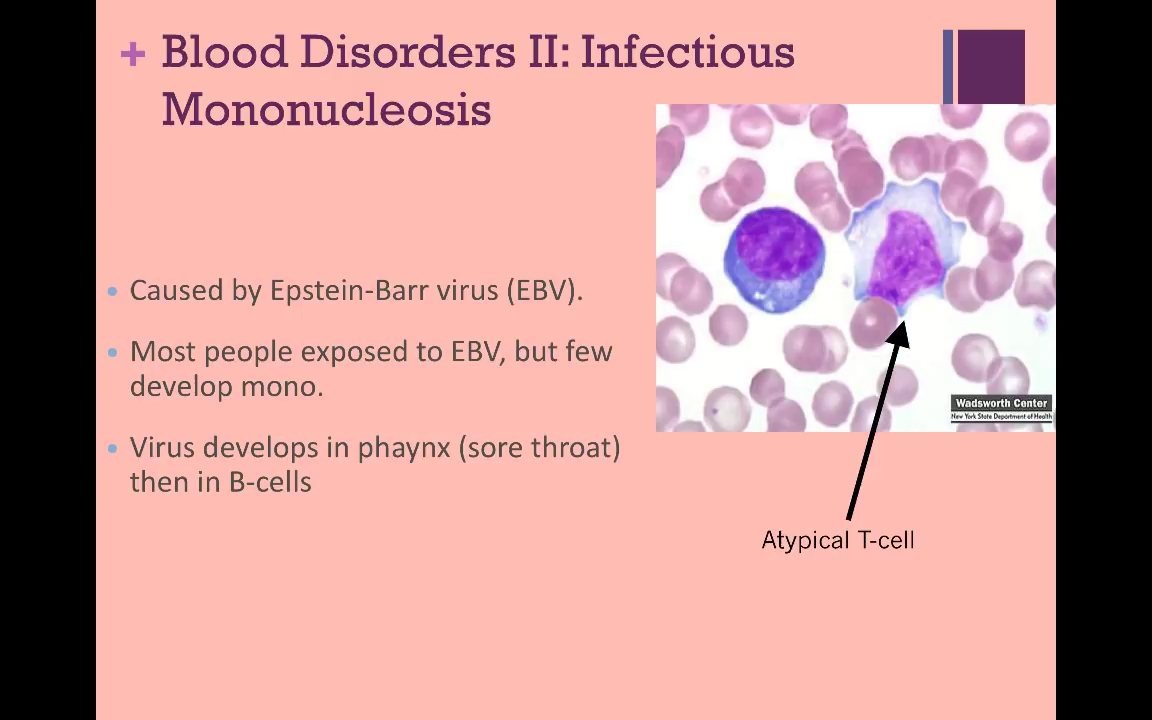 + Blood Disorders II: Infectious
Mononucleosis
• Caused by Epstein-Barr virus (EBV).
• Most people exposed to EBV, but few
develop mono.
• Virus develops in phaynx (sore throat)
then in B-cells
Wadsworth Center
New York State Department of Health
Atypical T-cell